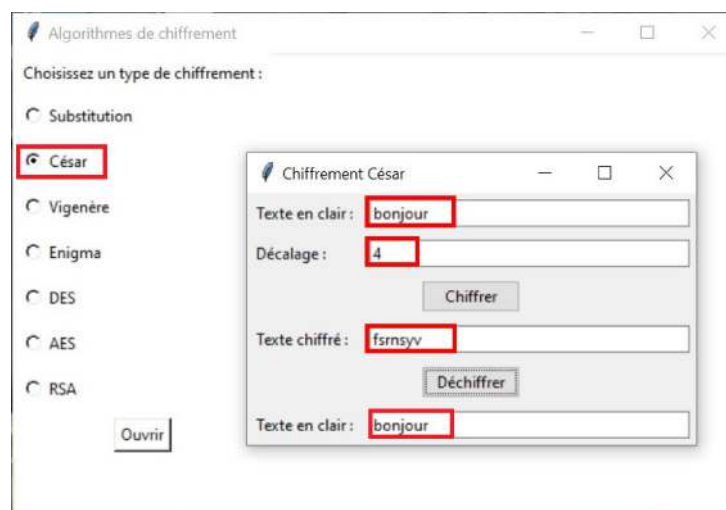 Algorithmes de chiffrement
Choisissez un type de chiffrement :
Substitution
César
Vigenère
Enigma
DES
AES
RSA
Ouvrir
Chiffrement César
Texte en clair : bonjour
Décalage : 4
Chiffrer
Texte chiffré : fsrnsyv
Déchiffrer
Texte en clair : bonjour